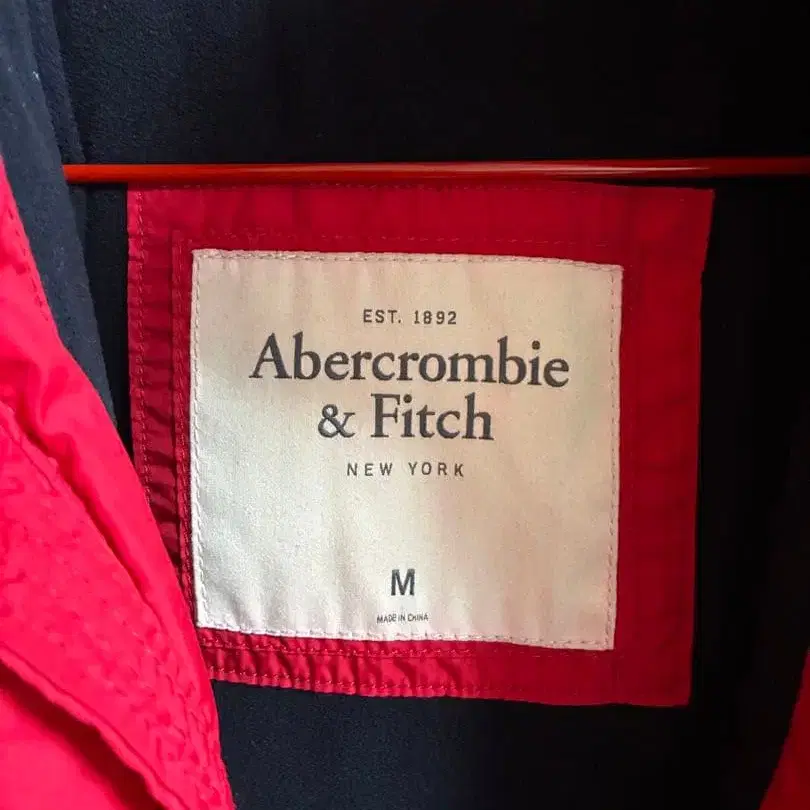 EST. 1892
Abercrombie
& Fitch
NEW YORK
M
MADE IN CHINA